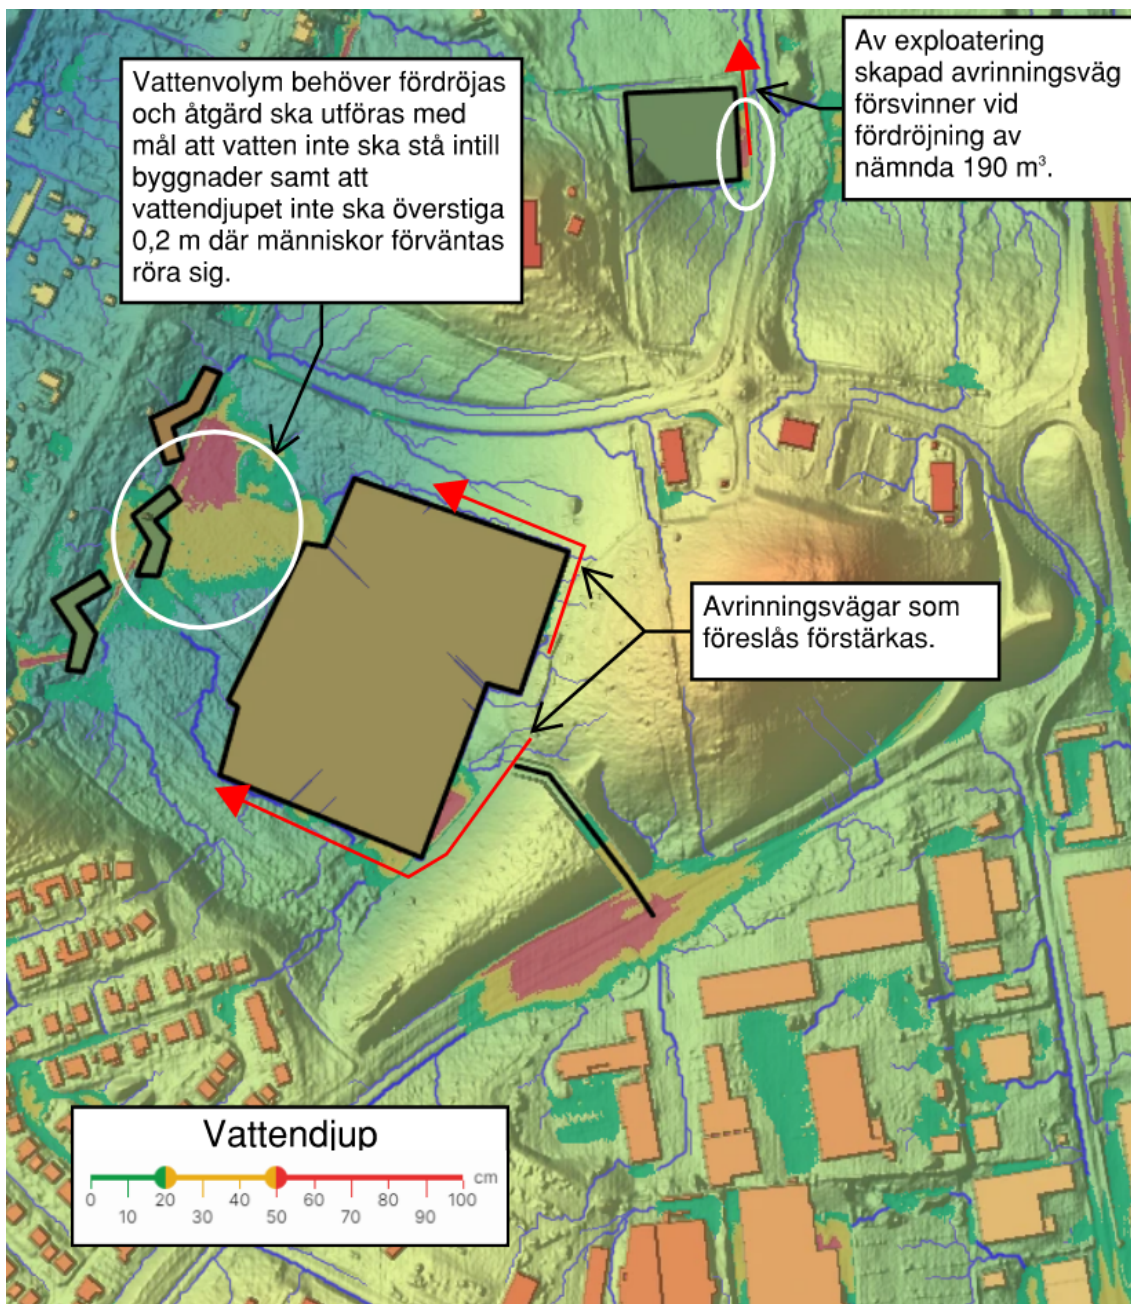 Vattenvolym behöver fördröjas
och åtgärd ska utföras med
mål att vatten inte ska stå intill
byggnader samt att
vattendjupet inte ska överstiga
0,2 m där människor förväntas
röra sig.
Av exploatering
skapad avrinningsväg
försvinner vid
fördröjning av
nämnda 190 m³.
Avrinningsvägar som
föreslås förstärkas.
Vattendjup
0 20 40 60 80 100 cm
10 30 50 70 90